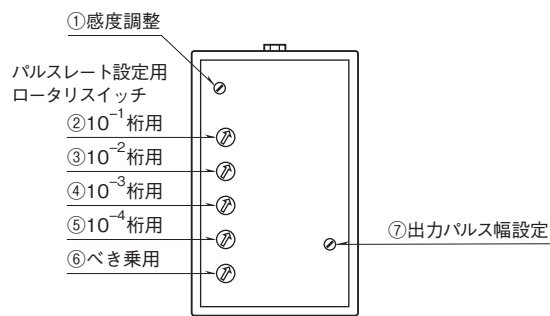 ①感度調整
パルスレート設定用
ロータリスイッチ
②10⁻¹桁用
③10⁻²桁用
④10⁻³桁用
⑤10⁻⁴桁用
⑥べき乗用
⑦出力パルス幅設定